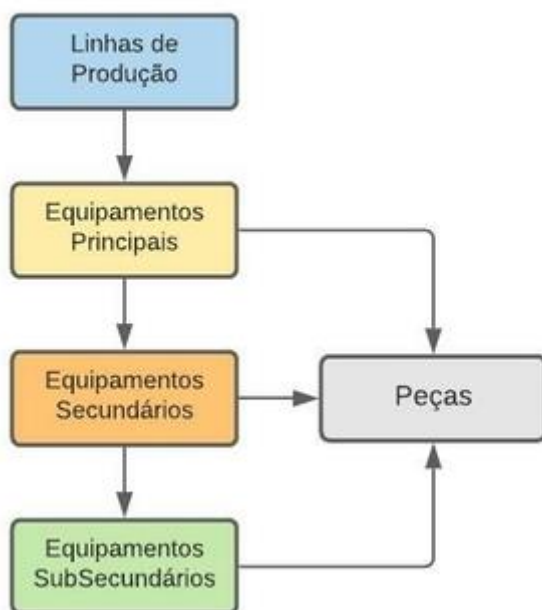 Linhas de
Produção
Equipamentos
Principais
Equipamentos
Secundários
Peças
Equipamentos
SubSecundários